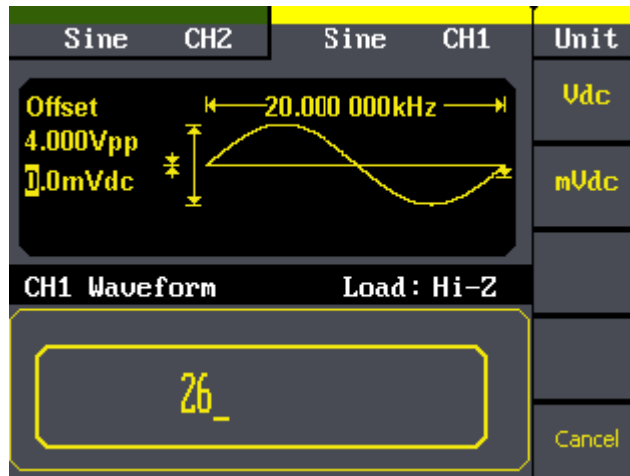 Sine CH2 Sine CH1 Unit
Offset 20.000 000kHz Vdc
4.000Vpp
0.0mVdc mVdc
CH1 Waveform Load: Hi-Z
26_
Cancel